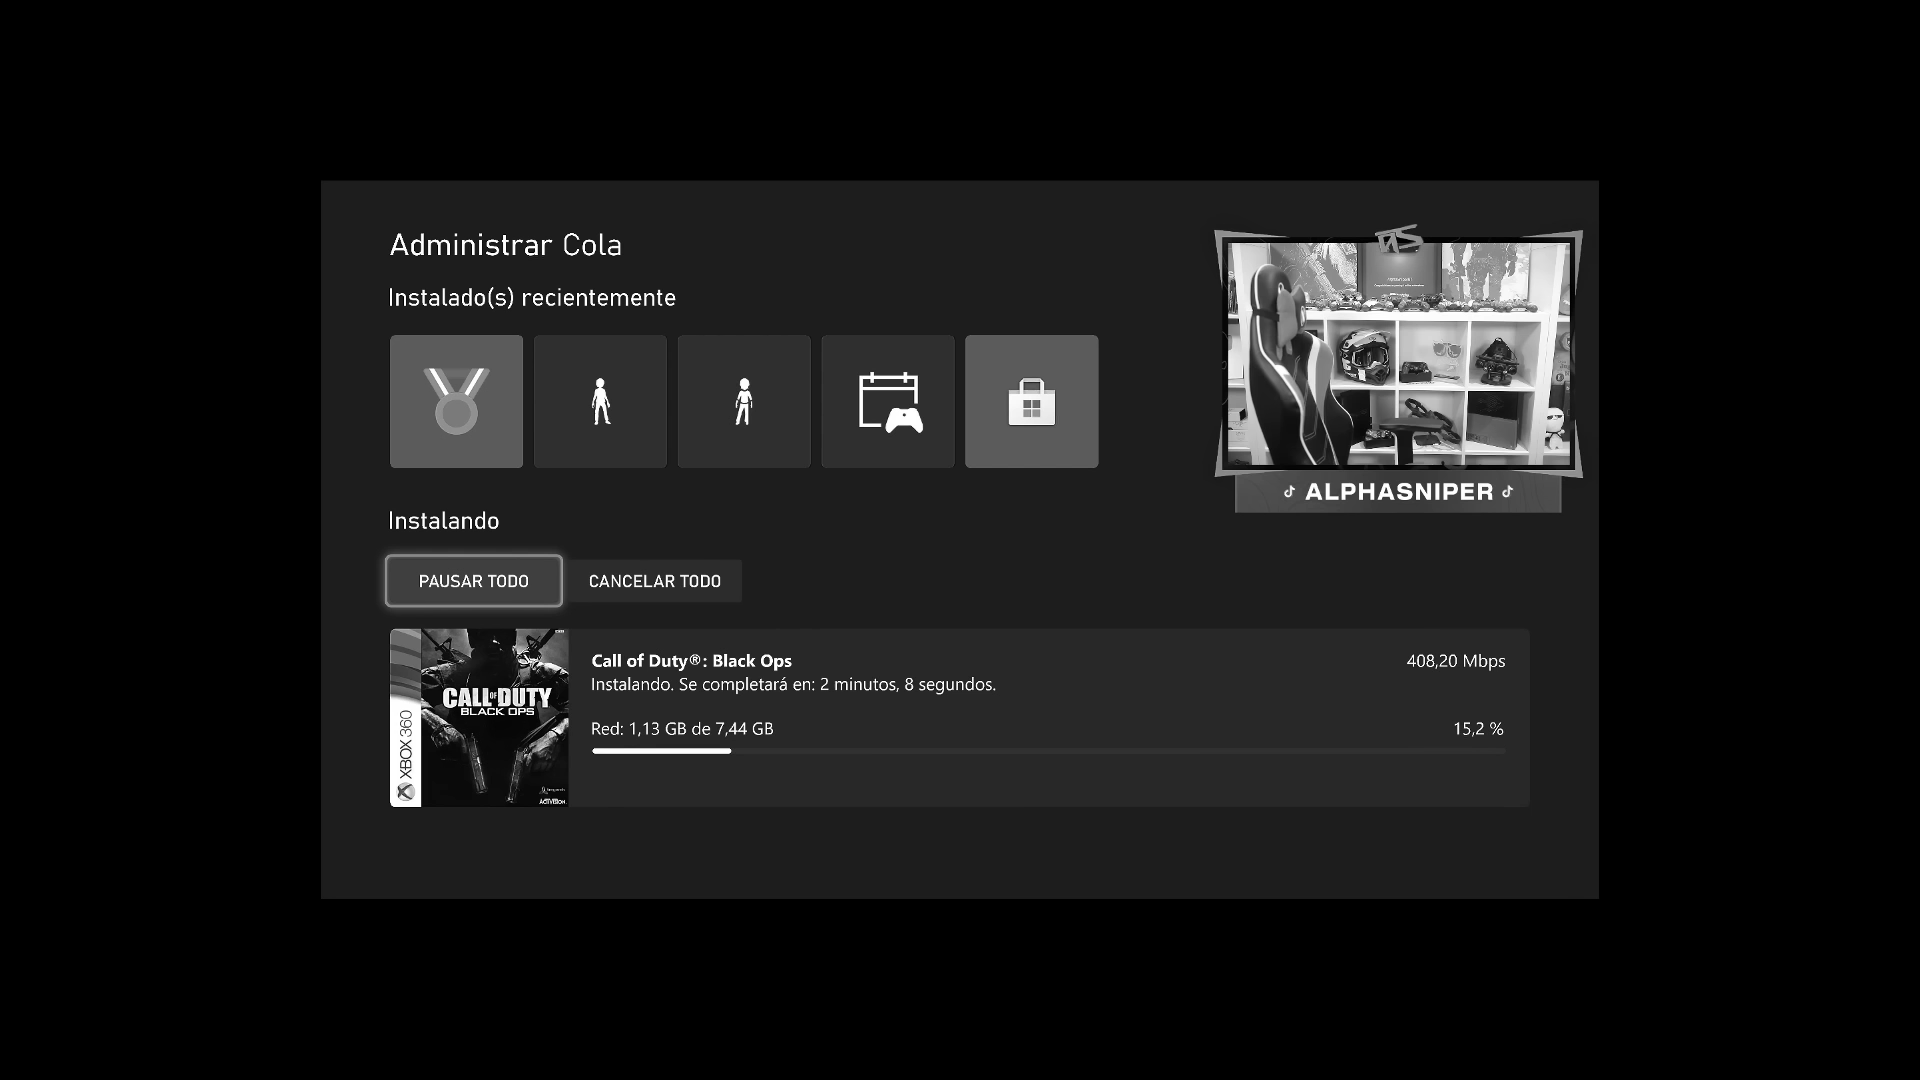 Administrar Cola
Instalado(s) recientemente
ALPHASNIPER
Instalando
PAUSAR TODO
CANCELAR TODO
XBOX 360
CALL OF DUTY
BLACK OPS
ACTIVISION
Call of Duty®: Black Ops
408,20 Mbps
Instalando. Se completará en: 2 minutos, 8 segundos.
Red: 1,13 GB de 7,44 GB
15,2 %